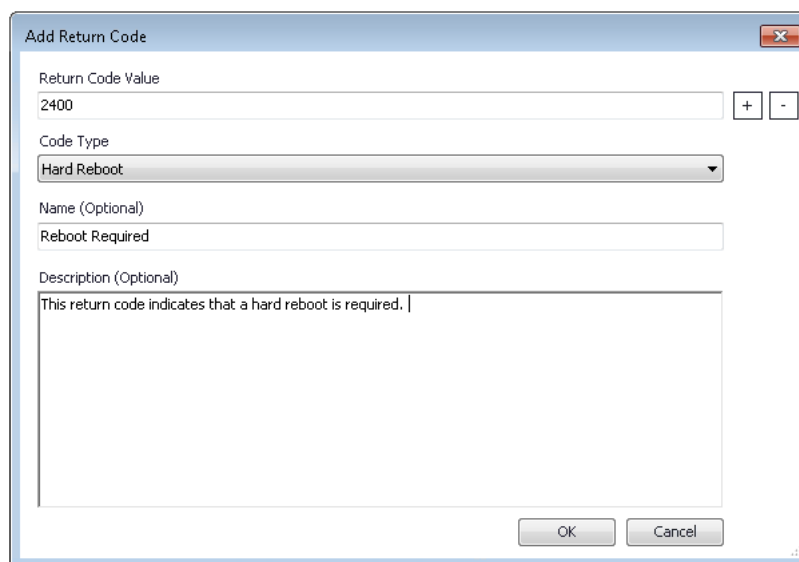 Add Return Code
Return Code Value
2400
+ -
Code Type
Hard Reboot
Name (Optional)
Reboot Required
Description (Optional)
This return code indicates that a hard reboot is required.
OK Cancel